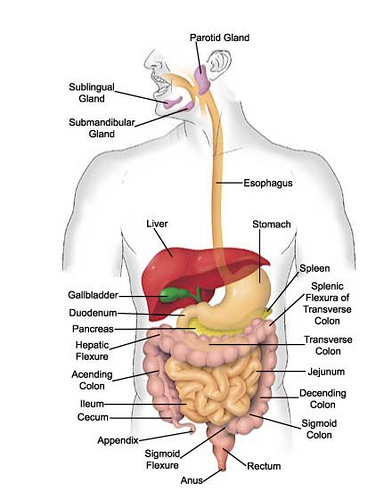 Parotid Gland
Sublingual
Gland
Submandibular
Gland
Esophagus
Liver
Stomach
Spleen
Gallbladder
Splenic
Flexura of
Transverse
Colon
Duodenum
Pancreas
Hepatic
Flexure
Transverse
Colon
Acending
Colon
Jejunum
Ileum
Decending
Colon
Cecum
Sigmoid
Colon
Appendix
Sigmoid
Flexure
Rectum
Anus